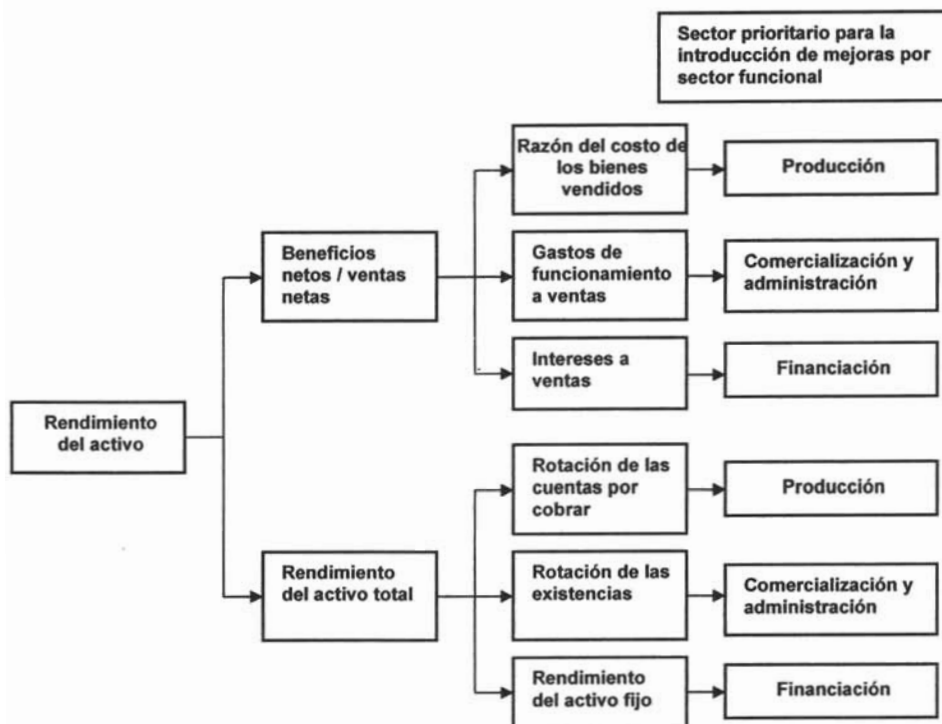 Sector prioritario para la
introducción de mejoras por
sector funcional
Razón del costo de
los bienes
vendidos
Producción
Beneficios
netos / ventas
netas
Gastos de
funcionamiento
a ventas
Comercialización y
administración
Intereses a
ventas
Financiación
Rendimiento
del activo
Rotación de las
cuentas por
cobrar
Producción
Rendimiento
del activo total
Rotación de las
existencias
Comercialización y
administración
Rendimiento
del activo fijo
Financiación